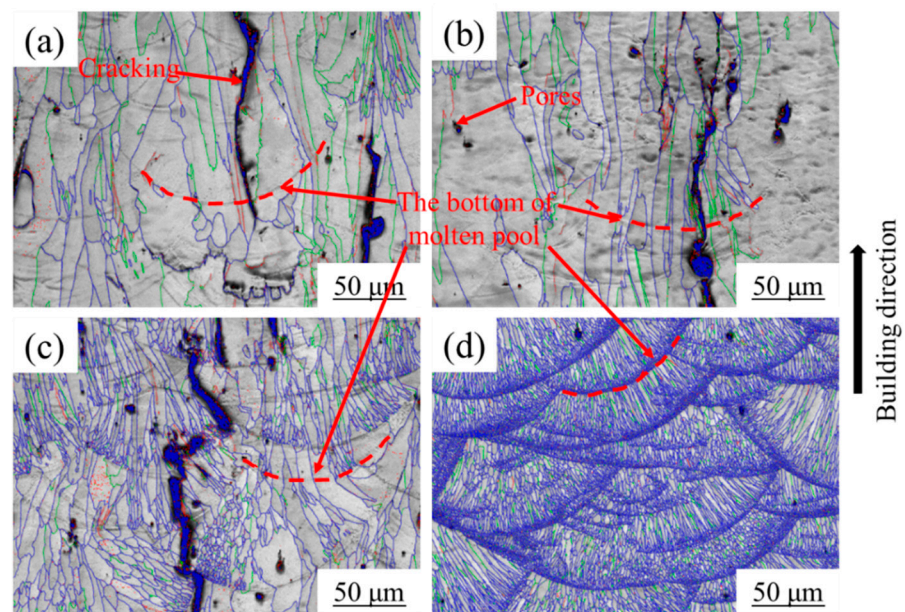 (a)
Cracking
50 μm
(b)
Pores
The bottom of
molten pool
50 μm
(c)
50 μm
(d)
50 μm
Building direction